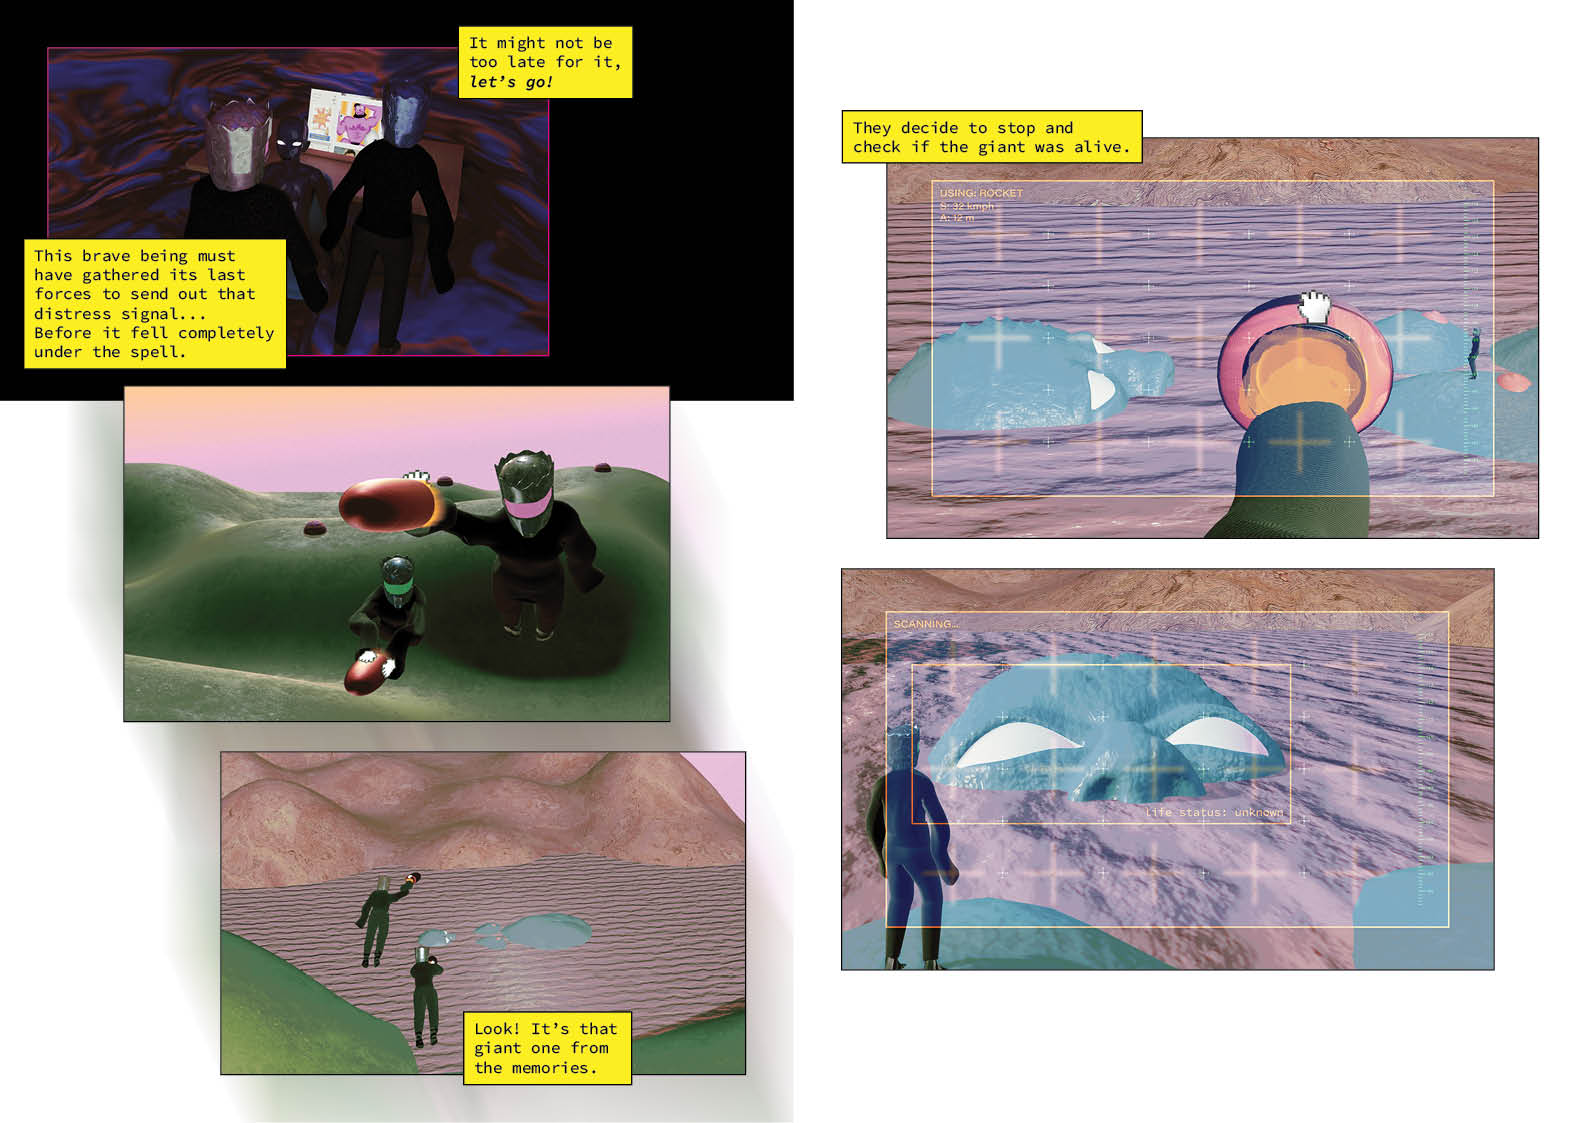 It might not be
too late for it,
let's go!
This brave being must
have gathered its last
forces to send out that
distress signal...
Before it fell completely
under the spell.
Look! It's that
giant one from
the memories.
They decide to stop and
check if the giant was alive.
USING: ROCKET
S: 32 kmph
A: 12 m
SCANNING...
Life status: unknown